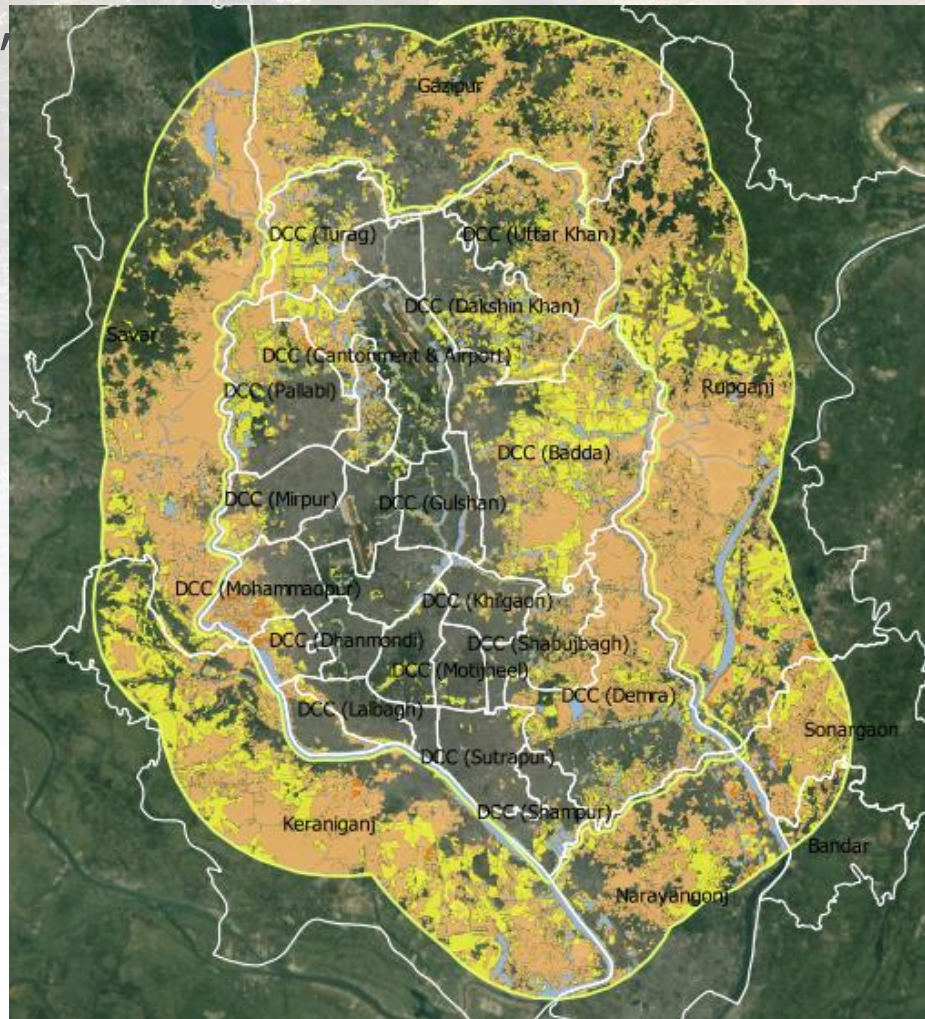 ,
Gazipur
DCC (Turag)
DCC (Uttar Khan)
DCC (Dakshin Khan)
Savar
DCC (Cantonment & Airport)
DCC (Pallabi)
Rupganj
DCC (Badda)
DCC (Mirpur)
DCC (Gulshan)
DCC (Mohammadpur)
DCC (Khilgaon)
DCC (Dhanmondi)
DCC (Shabujbagh)
DCC (Motijheel)
DCC (Demra)
DCC (Lalbagh)
Sonargaon
DCC (Sutrapur)
DCC (Shampur)
Keraniganj
Bandar
Narayangonj